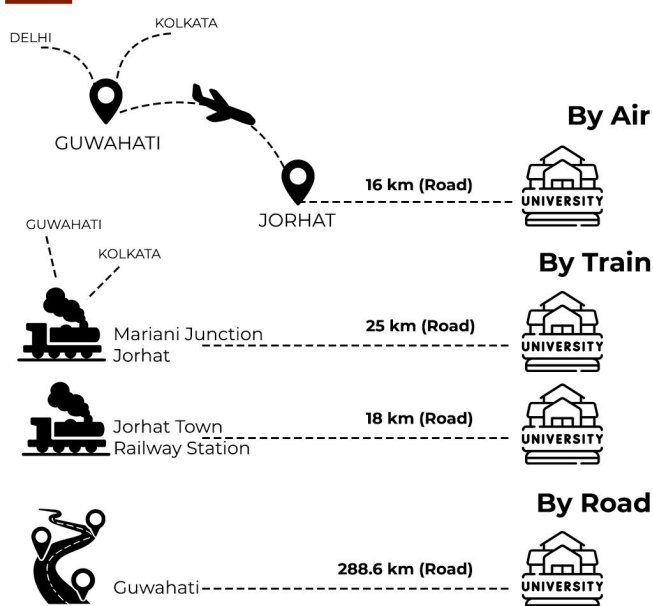 DELHI
KOLKATA
GUWAHATI
By Air
16 km (Road)
UNIVERSITY
JORHAT
GUWAHATI
KOLKATA
By Train
Mariani Junction
Jorhat
25 km (Road)
UNIVERSITY
Jorhat Town
Railway Station
18 km (Road)
UNIVERSITY
By Road
Guwahati
288.6 km (Road)
UNIVERSITY